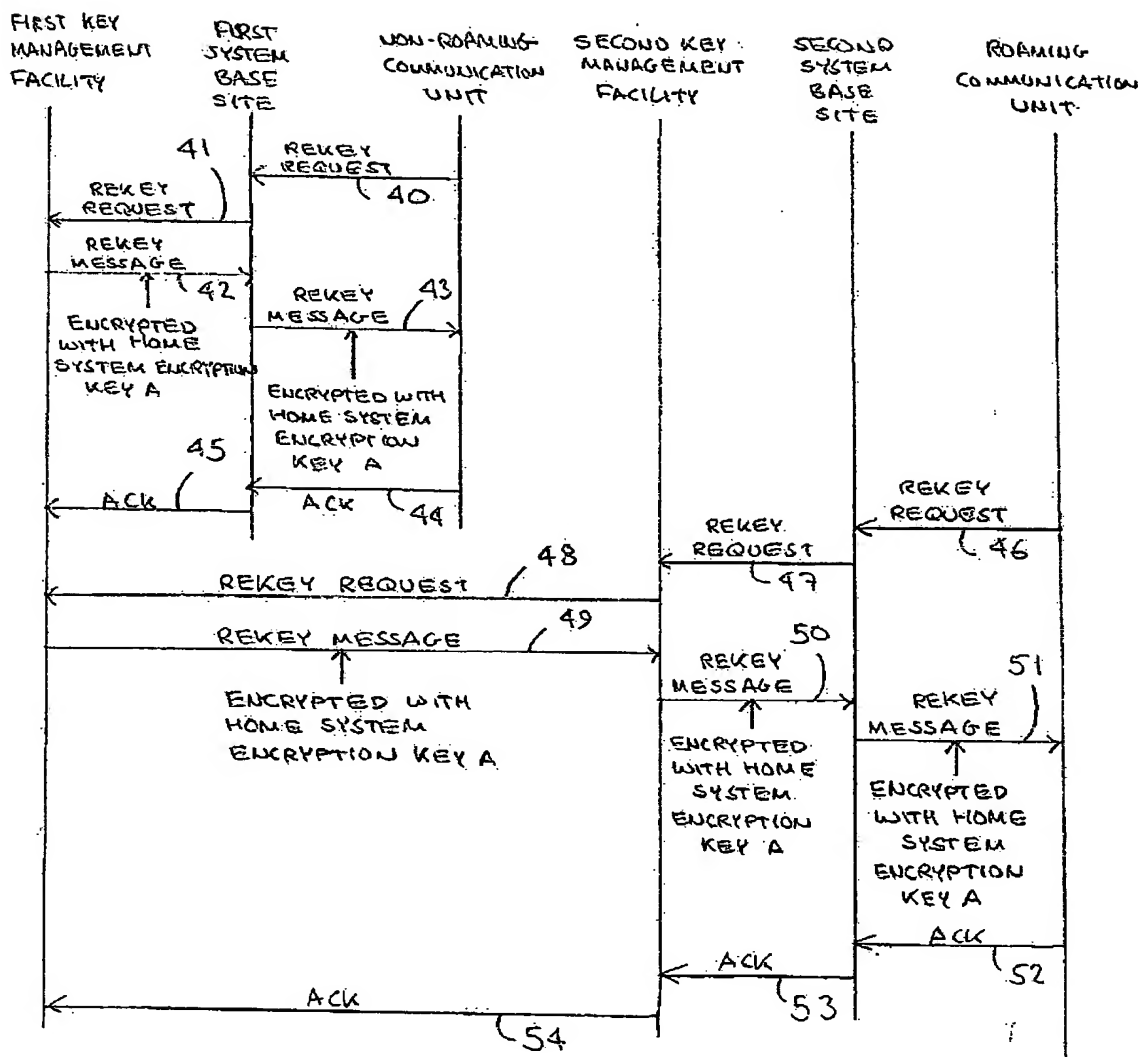 FIRST KEY
MANAGEMENT
FACILITY
FIRST
SYSTEM
BASE
SITE
NON-ROAMING
COMMUNICATION
UNIT
SECOND KEY
MANAGEMENT
FACILITY
SECOND
SYSTEM
BASE
SITE
ROAMING
COMMUNICATION
UNIT
REKEY
REQUEST
40
41
REKEY
REQUEST
REKEY
MESSAGE
42
ENCRYPTED
WITH HOME
SYSTEM ENCRYPTION
KEY A
REKEY
MESSAGE
43
ENCRYPTED WITH
HOME SYSTEM
ENCRYPTION
KEY A
45
ACK
ACK
44
REKEY
REQUEST
46
REKEY
REQUEST
47
REKEY REQUEST
48
REKEY MESSAGE
49
ENCRYPTED WITH
HOME SYSTEM
ENCRYPTION KEY A
REKEY
MESSAGE
50
ENCRYPTED
WITH HOME
SYSTEM
ENCRYPTION
KEY A
REKEY
MESSAGE
51
ENCRYPTED
WITH HOME
SYSTEM
ENCRYPTION
KEY A
ACK
52
ACK
53
ACK
54